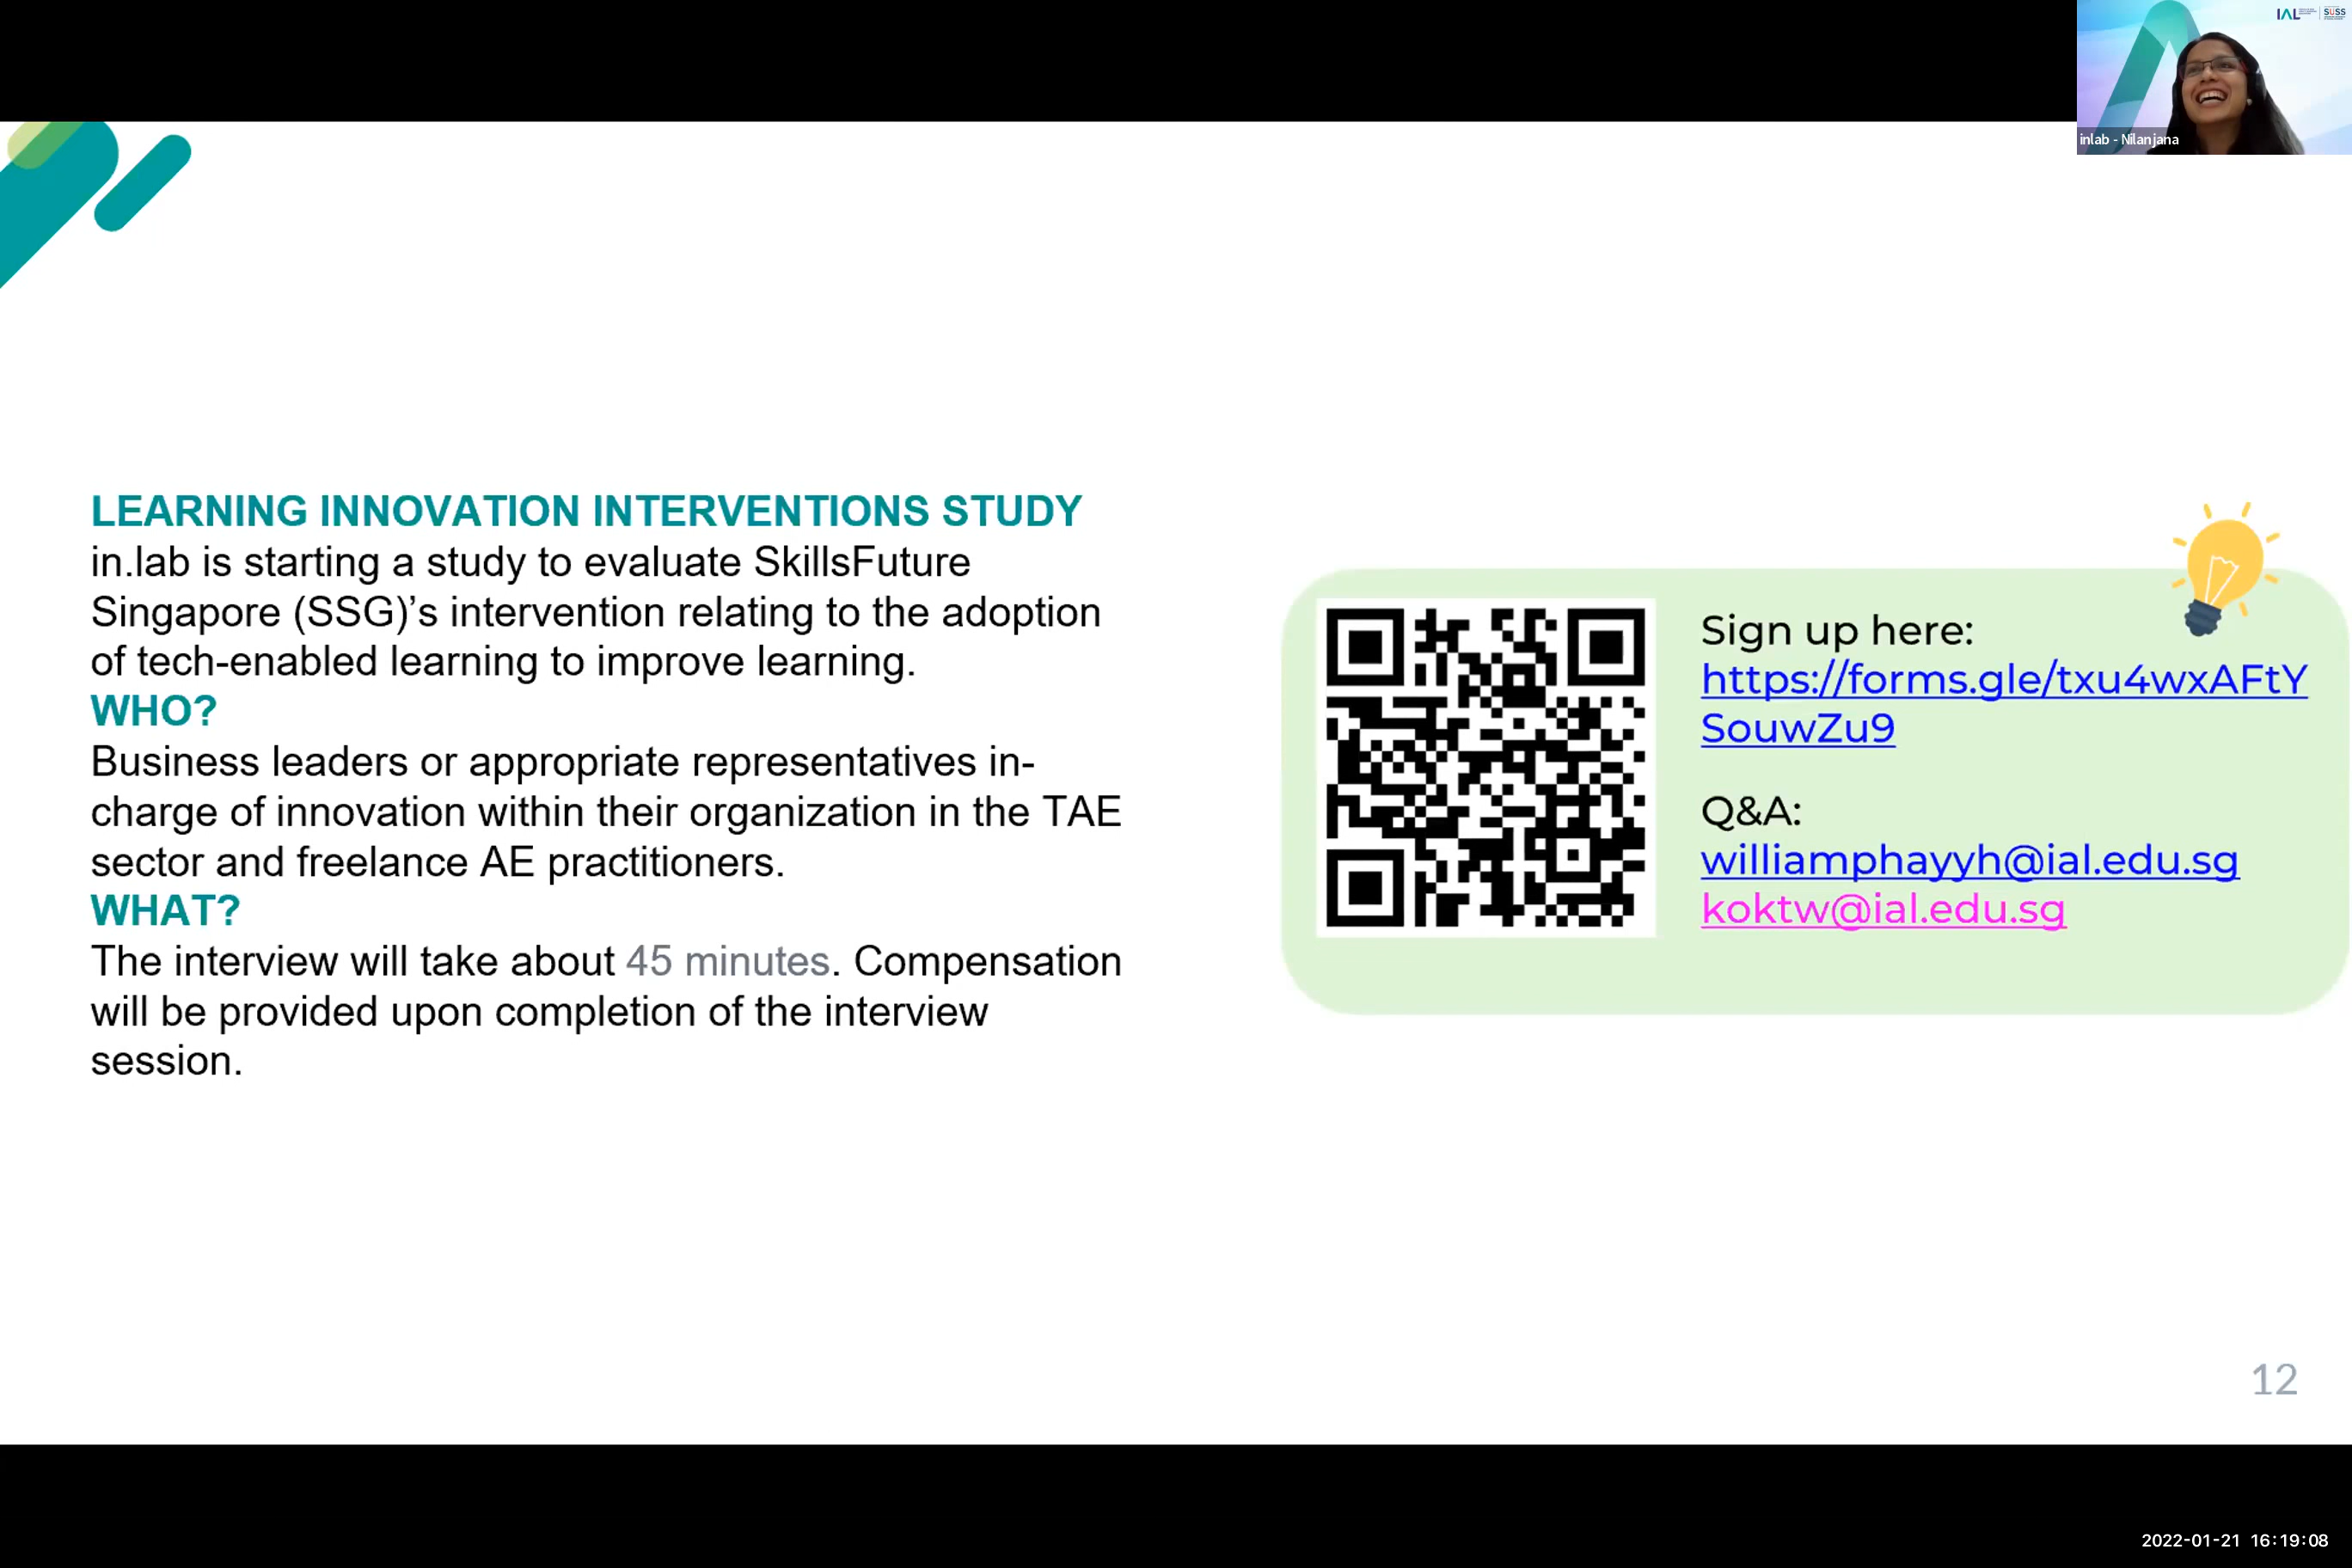 IAL
SUSS
inlab - Nilanjana
LEARNING INNOVATION INTERVENTIONS STUDY
in.lab is starting a study to evaluate SkillsFuture
Singapore (SSG)’s intervention relating to the adoption
of tech-enabled learning to improve learning.
WHO?
Business leaders or appropriate representatives in-
charge of innovation within their organization in the TAE
sector and freelance AE practitioners.
WHAT?
The interview will take about 45 minutes. Compensation
will be provided upon completion of the interview
session.
Sign up here:
https://forms.gle/txu4wxAFtY
SouwZu9
Q&A:
williamphayyh@ial.edu.sg
koktw@ial.edu.sg
12
2022-01-21 16:19:08